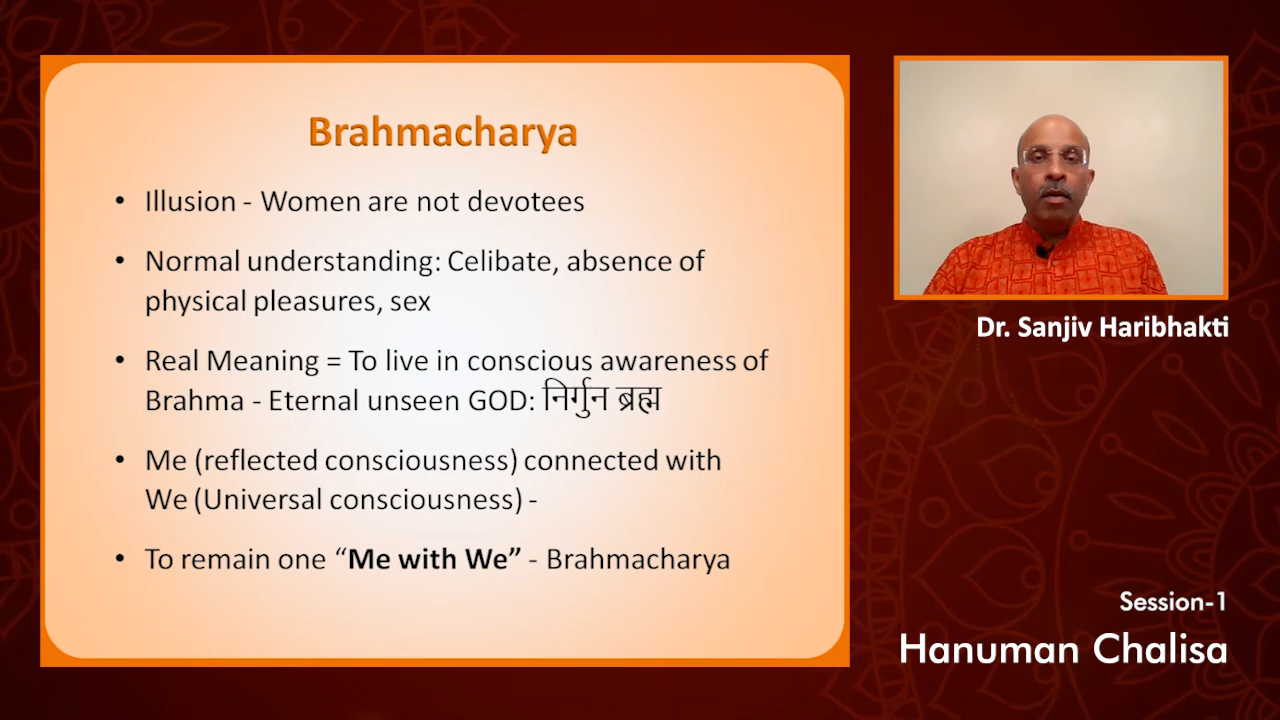 Brahmacharya
• Illusion - Women are not devotees
• Normal understanding: Celibate, absence of
physical pleasures, sex
• Real Meaning = To live in conscious awareness of
Brahma - Eternal unseen GOD: निर्गुन ब्रह्म
• Me (reflected consciousness) connected with
We (Universal consciousness) -
• To remain one “Me with We” - Brahmacharya
Dr. Sanjiv Haribhakti
Session-1
Hanuman Chalisa